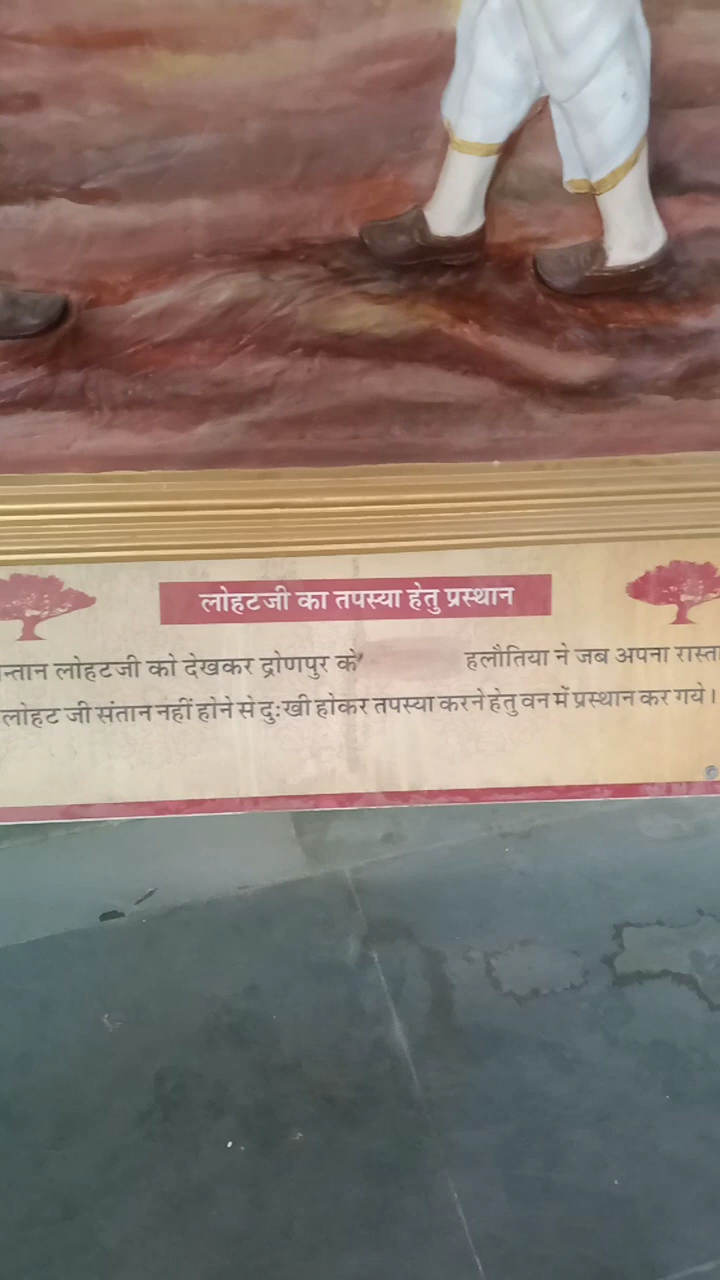 लोहटजी का तपस्या हेतु प्रस्थान
न्तान लोहटजी को देखकर द्रोणपुर के हलौतिया ने जब अपना रास्ता
लोहट जी संतान नहीं होने से दुःखी होकर तपस्या करने हेतु वन में प्रस्थान कर गये।